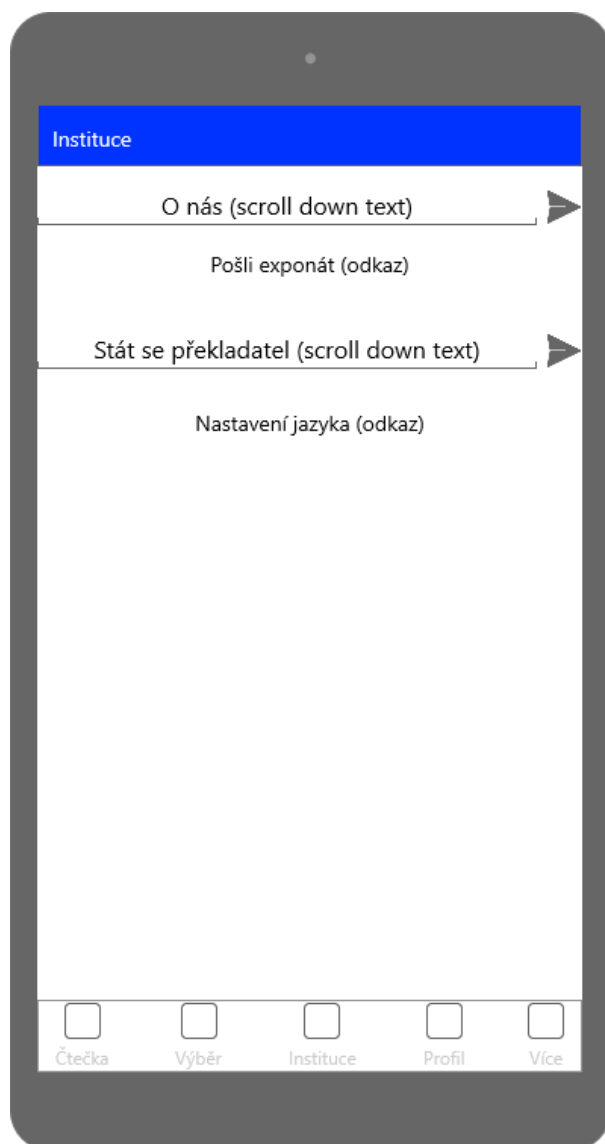 Instituce
O nás (scroll down text)
Pošli exponát (odkaz)
Stát se překladatel (scroll down text)
Nastavení jazyka (odkaz)
Čtečka Výběr Instituce Profil Více